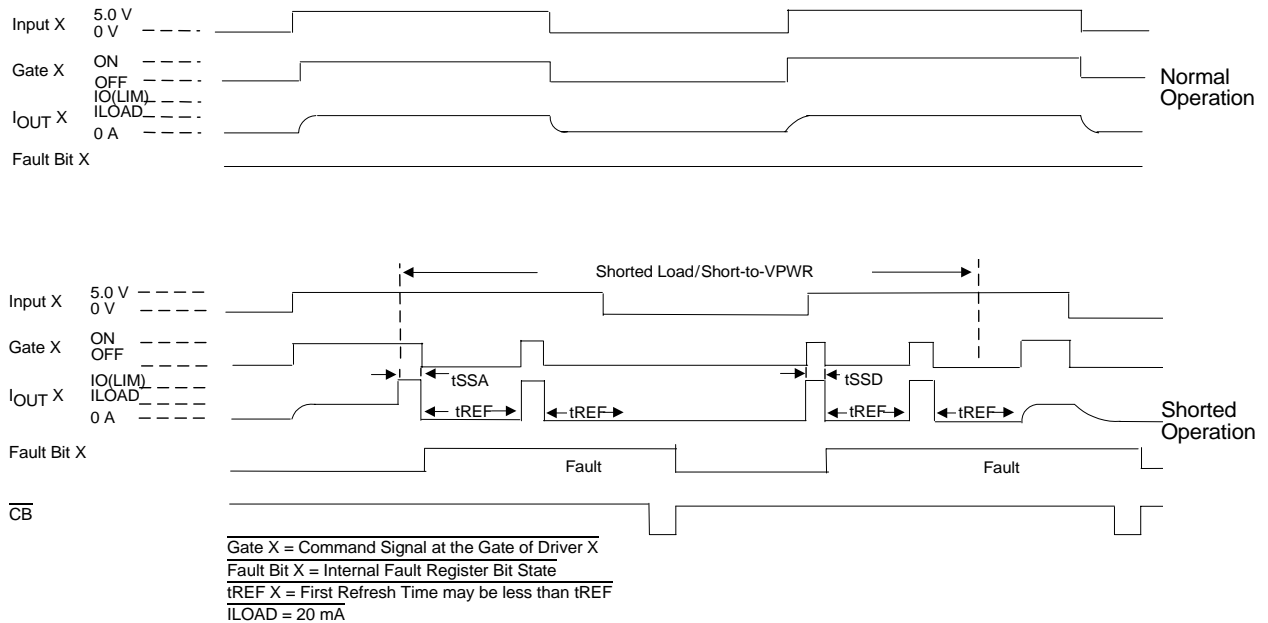 Input X 5.0 V
0 V
Gate X ON
OFF
IO(LIM)
IOUT X ILOAD
0 A
Fault Bit X
Normal
Operation
Shorted Load/Short-to-VPWR
Input X 5.0 V
0 V
Gate X ON
OFF
IO(LIM)
IOUT X ILOAD
0 A
tSSA
tSSD
tREF
tREF
tREF
tREF
Shorted
Operation
Fault Bit X
Fault
Fault
CB
Gate X = Command Signal at the Gate of Driver X
Fault Bit X = Internal Fault Register Bit State
tREF X = First Refresh Time may be less than tREF
ILOAD = 20 mA